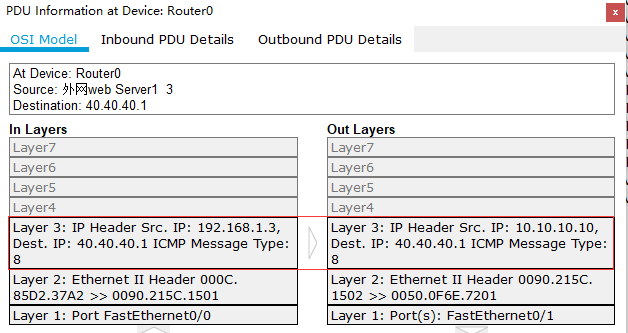 PDU Information at Device: Router0
x
OSI Model Inbound PDU Details Outbound PDU Details
At Device: Router0
Source: 外网web Server1 3
Destination: 40.40.40.1
In Layers
Layer7
Layer6
Layer5
Layer4
Layer 3: IP Header Src. IP: 192.168.1.3,
Dest. IP: 40.40.40.1 ICMP Message Type:
8
Layer 2: Ethernet II Header 000C.
85D2.37A2 >> 0090.215C.1501
Layer 1: Port FastEthernet0/0
Out Layers
Layer7
Layer6
Layer5
Layer4
Layer 3: IP Header Src. IP: 10.10.10.10,
Dest. IP: 40.40.40.1 ICMP Message Type:
8
Layer 2: Ethernet II Header 0090.215C.
1502 >> 0050.0F6E.7201
Layer 1: Port(s): FastEthernet0/1